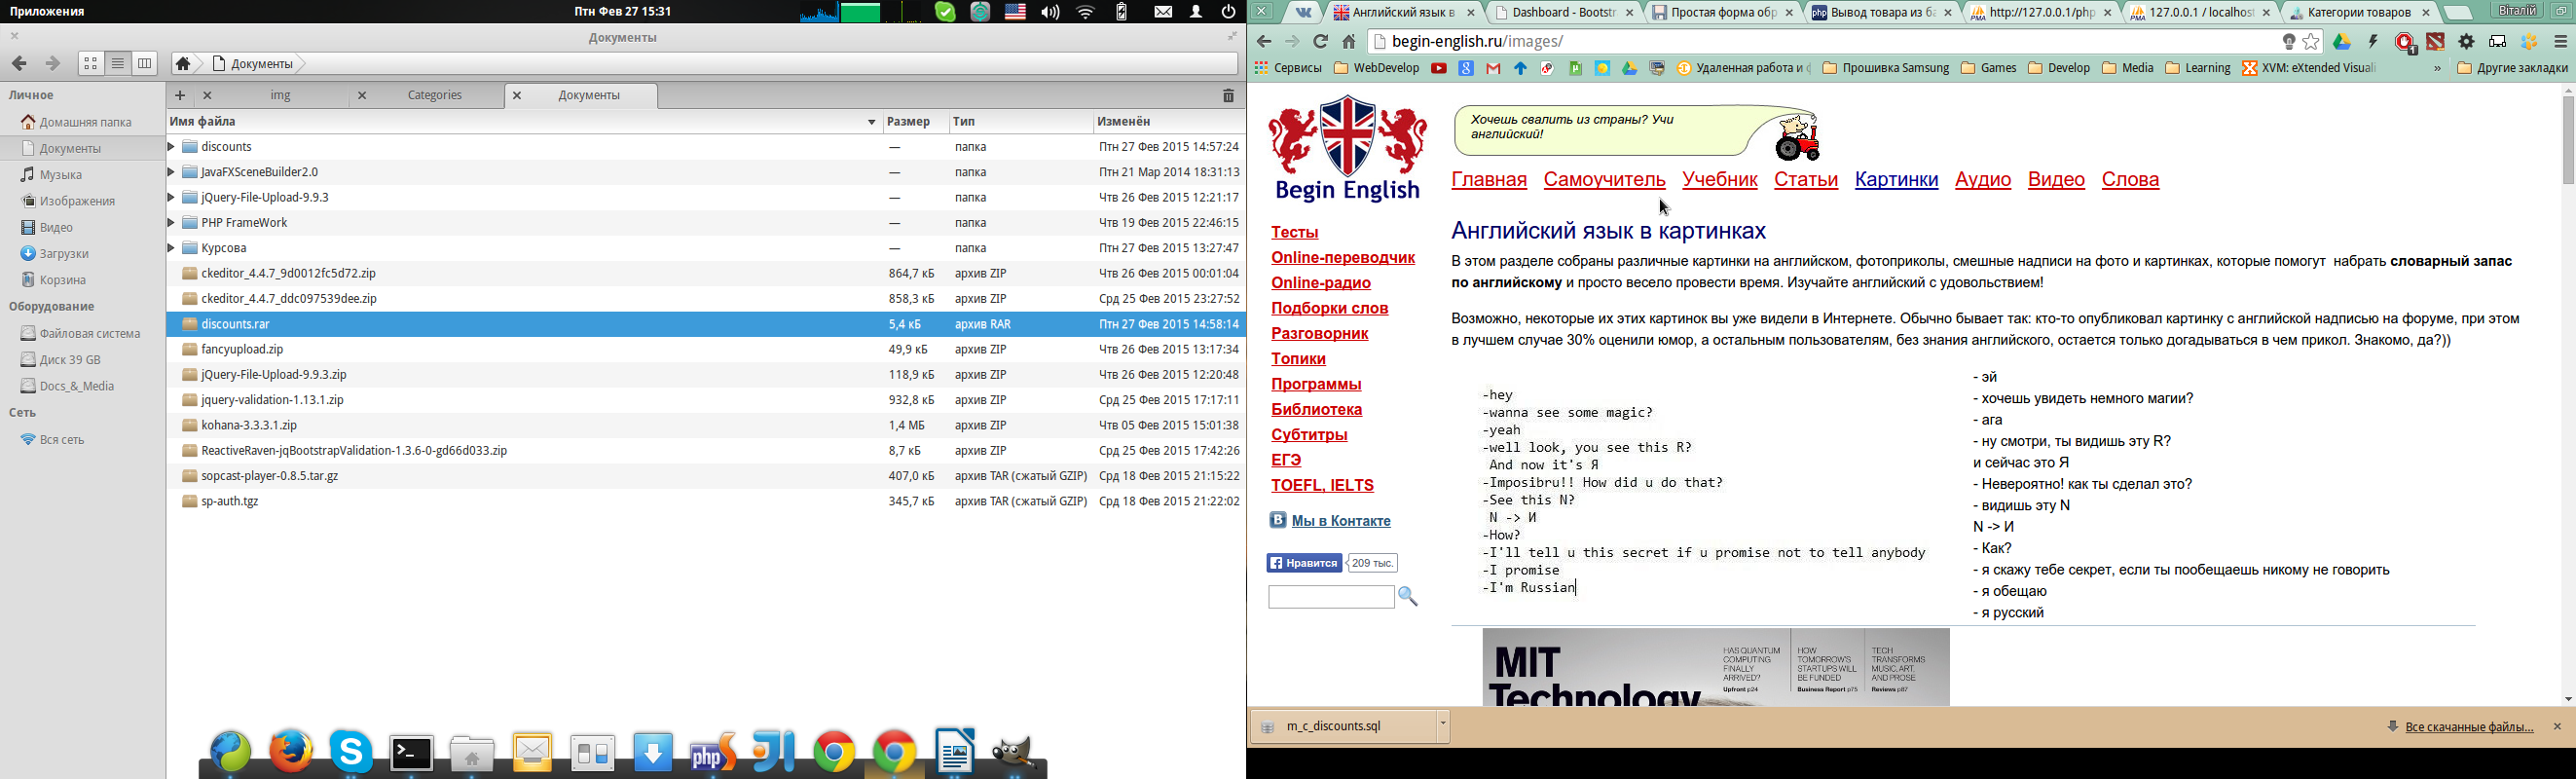 Приложения
Птн Фев 27 15:31
Документы
Документы
Личное
Домашняя папка
Документы
Музыка
Изображения
Видео
Загрузки
Корзина
Оборудование
Файловая система
Диск 39 GB
Docs_&_Media
Сеть
Вся сеть
img
Categories
Документы
Имя файла Размер Тип Изменён
discounts — папка Птн 27 Фев 2015 14:57:24
JavaFXSceneBuilder2.0 — папка Птн 21 Мар 2014 18:31:13
jQuery-File-Upload-9.9.3 — папка Чтв 26 Фев 2015 12:21:17
PHP FrameWork — папка Чтв 19 Фев 2015 22:46:15
Курсова — папка Птн 27 Фев 2015 13:27:47
ckeditor_4.4.7_9d0012fc5d72.zip 864,7 кБ архив ZIP Чтв 26 Фев 2015 00:01:04
ckeditor_4.4.7_ddc097539dee.zip 858,3 кБ архив ZIP Срд 25 Фев 2015 23:27:52
discounts.rar 5,4 кБ архив RAR Птн 27 Фев 2015 14:58:14
fancyupload.zip 49,9 кБ архив ZIP Чтв 26 Фев 2015 13:17:34
jQuery-File-Upload-9.9.3.zip 118,9 кБ архив ZIP Чтв 26 Фев 2015 12:20:48
jquery-validation-1.13.1.zip 932,8 кБ архив ZIP Срд 25 Фев 2015 17:17:11
kohana-3.3.3.1.zip 1,4 МБ архив ZIP Чтв 05 Фев 2015 15:01:38
ReactiveRaven-jqBootstrapValidation-1.3.6-0-gd66d033.zip 8,7 кБ архив ZIP Срд 25 Фев 2015 17:42:26
sopcast-player-0.8.5.tar.gz 407,0 кБ архив TAR (сжатый GZIP) Срд 18 Фев 2015 21:15:22
sp-auth.tgz 345,7 кБ архив TAR (сжатый GZIP) Срд 18 Фев 2015 21:22:02
php
Английский язык в
Dashboard - Bootstr
Простая форма обр
php Вывод товара из б
PMA http://127.0.0.1/php
PMA 127.0.0.1 / localhost
Категории товаров
Віталій
begin-english.ru/images/
1
Сервисы
WebDevelop
Удаленная работа и
Прошивка Samsung
Games
Develop
Media
Learning
XVM: eXtended Visuali
»
Другие закладки
Begin English
Хочешь свалить из страны? Учи
английский!
Главная Самоучитель Учебник Статьи Картинки Аудио Видео Слова
Тесты
Online-переводчик
Online-радио
Подборки слов
Разговорник
Топики
Программы
Библиотека
Субтитры
ЕГЭ
TOEFL, IELTS
Мы в Контакте
Нравится 209 тыс.
Английский язык в картинках
В этом разделе собраны различные картинки на английском, фотоприколы, смешные надписи на фото и картинках, которые помогут набрать словарный запас
по английскому и просто весело провести время. Изучайте английский с удовольствием!
Возможно, некоторые их этих картинок вы уже видели в Интернете. Обычно бывает так: кто-то опубликовал картинку с английской надписью на форуме, при этом
в лучшем случае 30% оценили юмор, а остальным пользователям, без знания английского, остается только догадываться в чем прикол. Знакомо, да?))
-hey
-wanna see some magic?
-yeah
-well look, you see this R?
And now it's Я
-Imposibru!! How did u do that?
-See this N?
N -> И
-How?
-I'll tell u this secret if u promise not to tell anybody
-I promise
-I'm Russian
- эй
- хочешь увидеть немного магии?
- ага
- ну смотри, ты видишь эту R?
и сейчас это Я
- Невероятно! как ты сделал это?
- видишь эту N
N -> И
- Как?
- я скажу тебе секрет, если ты пообещаешь никому не говорить
- я обещаю
- я русский
MIT
Technology
HAS QUANTUM
COMPUTING
FINALLY
ARRIVED?
Upfront p24
HOW
TOMORROW'S
STARTUPS WILL
BE FUNDED
Business Report p75
TECH
TRANSFORMS
MUSIC, ART,
AND PROSE
Reviews p87
m_c_discounts.sql
Все скачанные файлы...